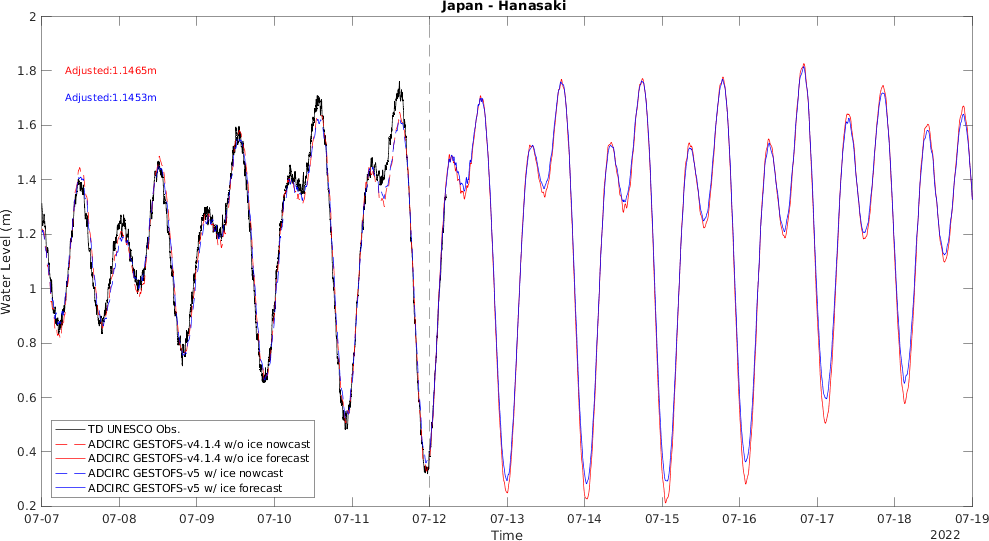 Japan - Hanasaki
2
1.8
1.6
1.4
1.2
1
0.8
0.6
0.4
0.2
Water Level (m)
Adjusted:1.1465m
Adjusted:1.1453m
TD UNESCO Obs.
ADCIRC GESTOFS-v4.1.4 w/o ice nowcast
ADCIRC GESTOFS-v4.1.4 w/o ice forecast
ADCIRC GESTOFS-v5 w/ ice nowcast
ADCIRC GESTOFS-v5 w/ ice forecast
07-07 07-08 07-09 07-10 07-11 07-12 07-13 07-14 07-15 07-16 07-17 07-18 07-19
Time
2022